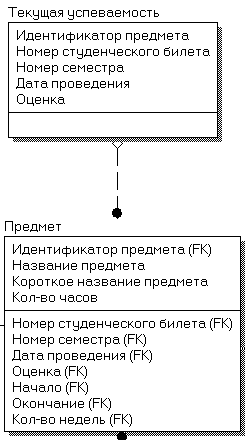 Текущая успеваемость
Идентификатор предмета
Номер студенческого билета
Номер семестра
Дата проведения
Оценка
Предмет
Идентификатор предмета (FK)
Название предмета
Короткое название предмета
Кол-во часов
Номер студенческого билета (FK)
Номер семестра (FK)
Дата проведения (FK)
Оценка (FK)
Начало (FK)
Окончание (FK)
Кол-во недель (FK)